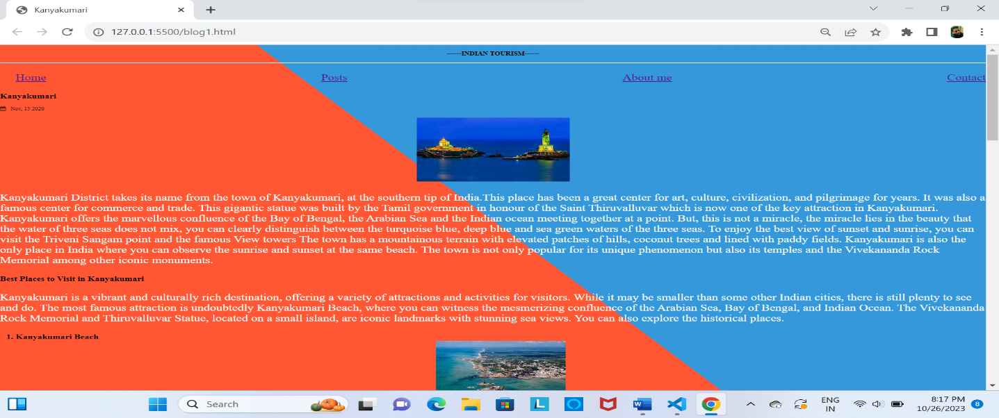 Kanyakumari
127.0.0.1:5500/blog1.html
------INDIAN TOURISM------
Home Posts About me Contact
Kanyakumari
Nov, 15 2020
Kanyakumari District takes its name from the town of Kanyakumari, at the southern tip of India.This place has been a great center for art, culture, civilization, and pilgrimage for years. It was also a
famous center for commerce and trade. This gigantic statue was built by the Tamil government in honour of the Saint Thiruvalluvar which is now one of the key attraction in Kanyakumari.
Kanyakumari offers the marvellous confluence of the Bay of Bengal, the Arabian Sea and the Indian ocean meeting together at a point. But, this is not a miracle, the miracle lies in the beauty that
the water of three seas does not mix, you can clearly distinguish between the turquoise blue, deep blue and sea green waters of the three seas. To enjoy the best view of sunset and sunrise, you can
visit the Triveni Sangam point and the famous View towers The town has a mountainous terrain with elevated patches of hills, coconut trees and lined with paddy fields. Kanyakumari is also the
only place in India where you can observe the sunrise and sunset at the same beach. The town is not only popular for its unique phenomenon but also its temples and the Vivekananda Rock
Memorial among other iconic monuments.
Best Places to Visit in Kanyakumari
Kanyakumari is a vibrant and culturally rich destination, offering a variety of attractions and activities for visitors. While it may be smaller than some other Indian cities, there is still plenty to see
and do. The most famous attraction is undoubtedly Kanyakumari Beach, where you can witness the mesmerizing confluence of the Arabian Sea, Bay of Bengal, and Indian Ocean. The Vivekananda
Rock Memorial and Thiruvalluvar Statue, located on a small island, are iconic landmarks with stunning sea views. You can also explore the historical places.
1. Kanyakumari Beach
Search
L
W
ENG
IN
8:17 PM
10/26/2023
8